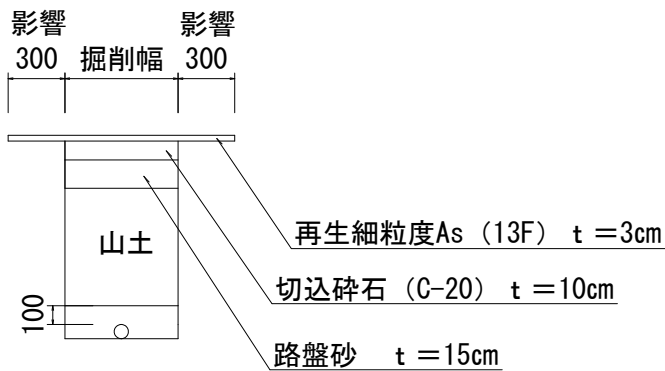 影響 影響
300 掘削幅 300
再生細粒度As (13F) t=3cm
山土
切込砕石 (C-20) t=10cm
100
路盤砂 t=15cm